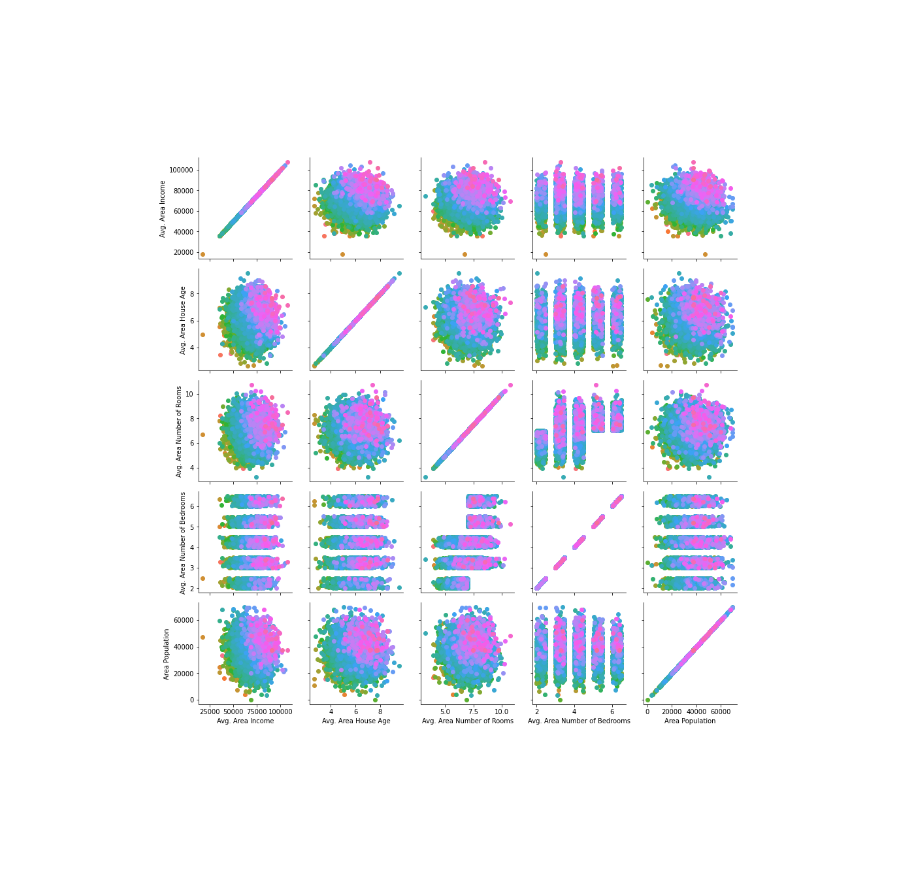 100000
80000
60000
40000
20000
Avg. Area Income
8
6
4
Avg. Area House Age
10
8
6
4
Avg. Area Number of Rooms
6
5
4
3
2
Avg. Area Number of Bedrooms
60000
40000
20000
0
Area Population
25000 50000 75000 100000
4 6 8
5.0 7.5 10.0
2 4 6
0 20000 40000 60000
Avg. Area Income
Avg. Area House Age
Avg. Area Number of Rooms
Avg. Area Number of Bedrooms
Area Population